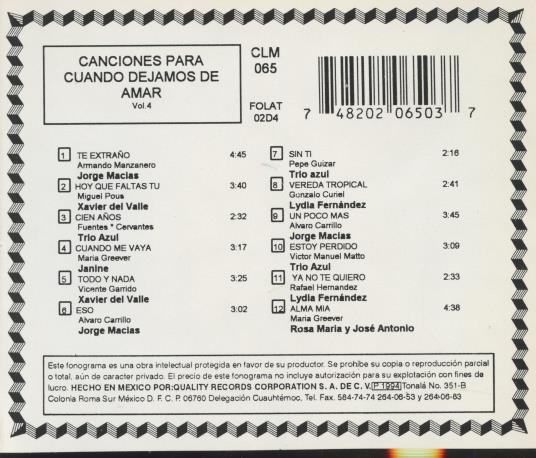 CANCIONES PARA
CUANDO DEJAMOS DE
AMAR
Vol.4
CLM
065
FOLAT
02D4
7 48202 06503 7
1 TE EXTRAÑO 4:45
Armando Manzanero
Jorge Macias
2 HOY QUE FALTAS TU 3:40
Miguel Pous
Xavier del Valle
3 CIEN AÑOS 2:32
Fuentes * Cervantes
Trio Azul
4 CUANDO ME VAYA 3:17
Maria Greever
Janine
5 TODO Y NADA 3:25
Vicente Garrido
Xavier del Valle
6 ESO 3:02
Alvaro Carrillo
Jorge Macias
7 SIN TI 2:16
Pepe Guizar
Trio azul
8 VEREDA TROPICAL 2:41
Gonzalo Curiel
Lydia Fernández
9 UN POCO MAS 3:45
Alvaro Carrillo
Jorge Macias
10 ESTOY PERDIDO 3:09
Victor Manuel Matto
Trio Azul
11 YA NO TE QUIERO 2:33
Rafael Hernandez
Lydia Fernández
12 ALMA MIA 4:38
Maria Greever
Rosa Maria y José Antonio
Este fonograma es una obra intelectual protegida en favor de su productor. Se prohibe su copia o reproducción parcial
o total, aún de caracter privado. El precio de este fonograma no incluye autorización para su explotación con fines de
lucro. HECHO EN MEXICO POR:QUALITY RECORDS CORPORATION S. A. DE C. V. P 1994 Tonalá No. 351-B
Colonia Roma Sur México D. F. C. P. 06760 Delegación Cuauhtémoc, Tel. Fax. 584-74-74 264-06-53 y 264-06-83